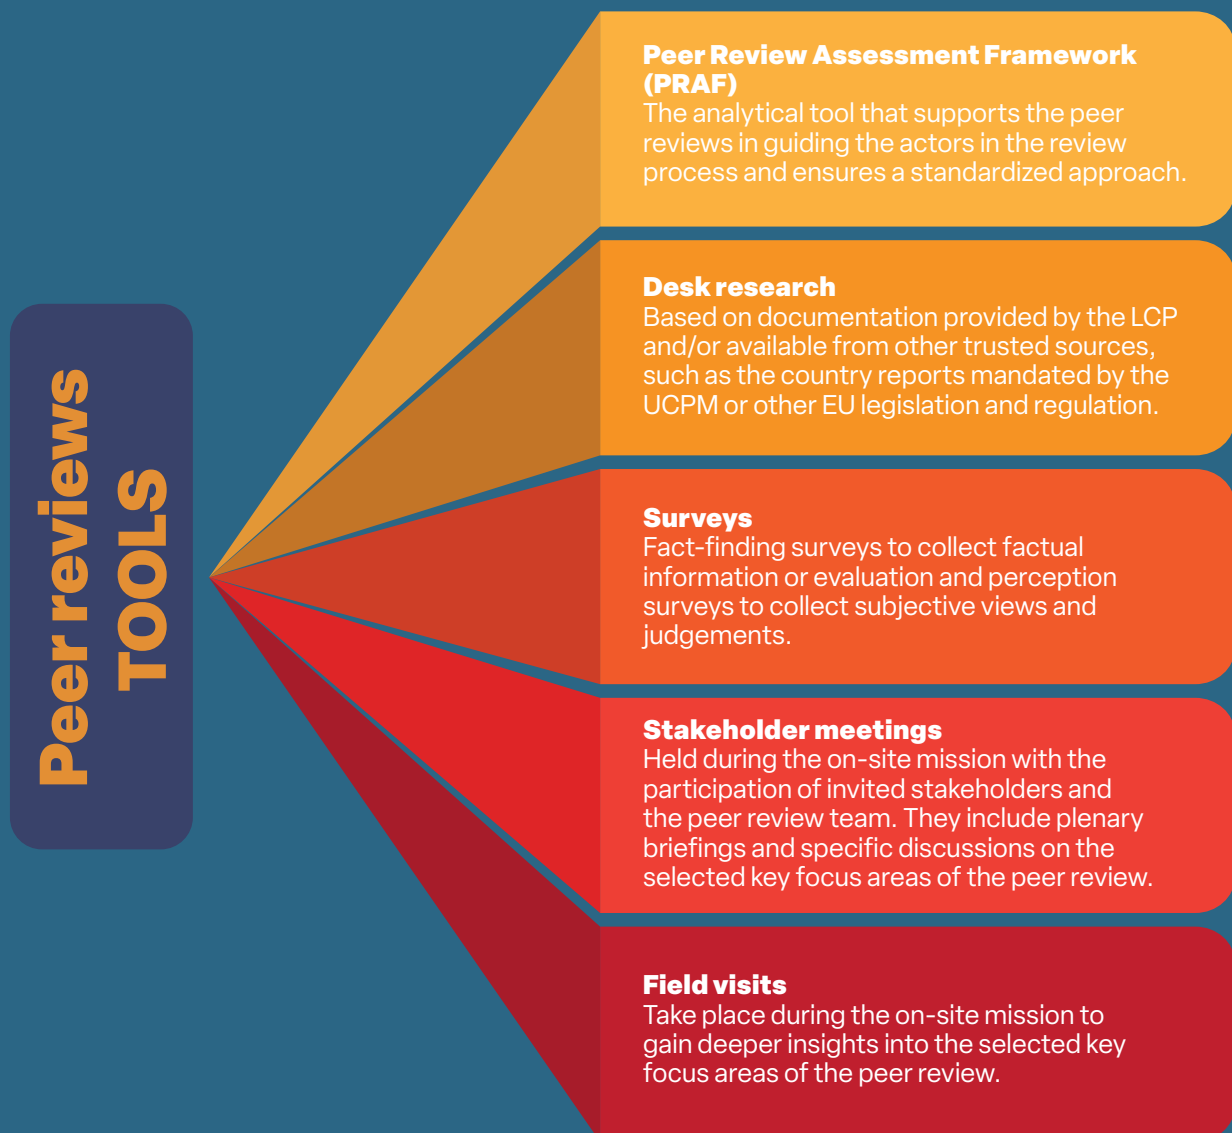 Peer reviews
TOOLS
Peer Review Assessment Framework
(PRAF)
The analytical tool that supports the peer
reviews in guiding the actors in the review
process and ensures a standardized approach.
Desk research
Based on documentation provided by the LCP
and/or available from other trusted sources,
such as the country reports mandated by the
UCPM or other EU legislation and regulation.
Surveys
Fact-finding surveys to collect factual
information or evaluation and perception
surveys to collect subjective views and
judgements.
Stakeholder meetings
Held during the on-site mission with the
participation of invited stakeholders and
the peer review team. They include plenary
briefings and specific discussions on the
selected key focus areas of the peer review.
Field visits
Take place during the on-site mission to
gain deeper insights into the selected key
focus areas of the peer review.